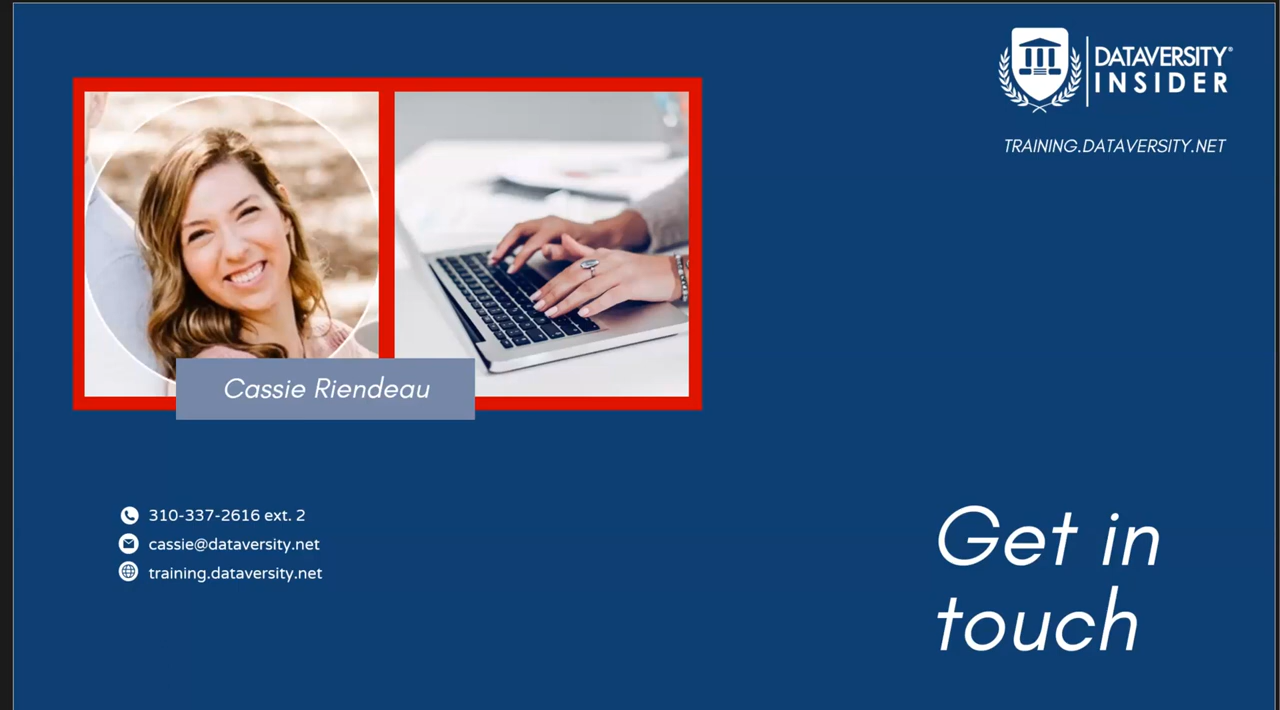 DATAVERSITY®
INSIDER
TRAINING.DATAVERSITY.NET
Cassie Riendeau
310-337-2616 ext. 2
cassie@dataversity.net
training.dataversity.net
Get in
touch